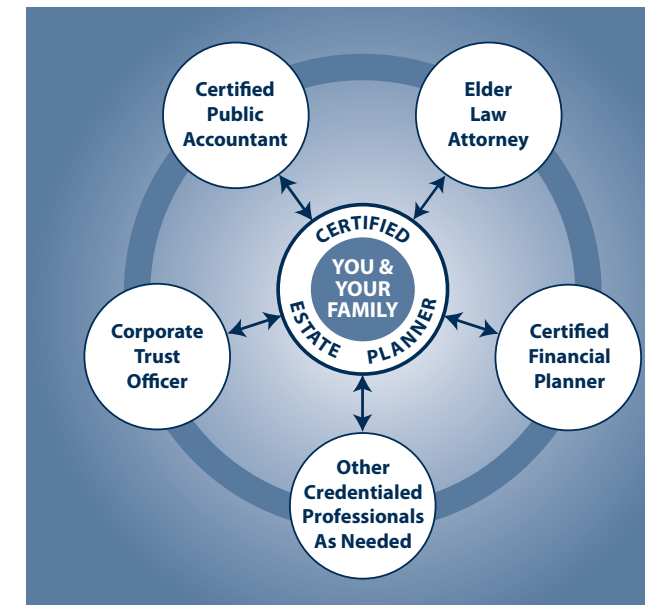 Certified
Public
Accountant
Elder
Law
Attorney
CERTIFIED
YOU &
YOUR
FAMILY
ESTATE PLANNER
Corporate
Trust
Officer
Certified
Financial
Planner
Other
Credentialed
Professionals
As Needed